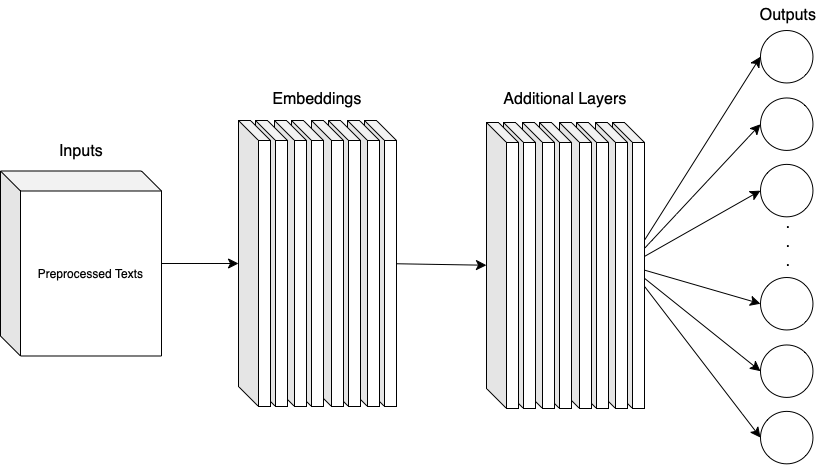 Outputs
Embeddings
Additional Layers
Inputs
Preprocessed Texts
.
.
.